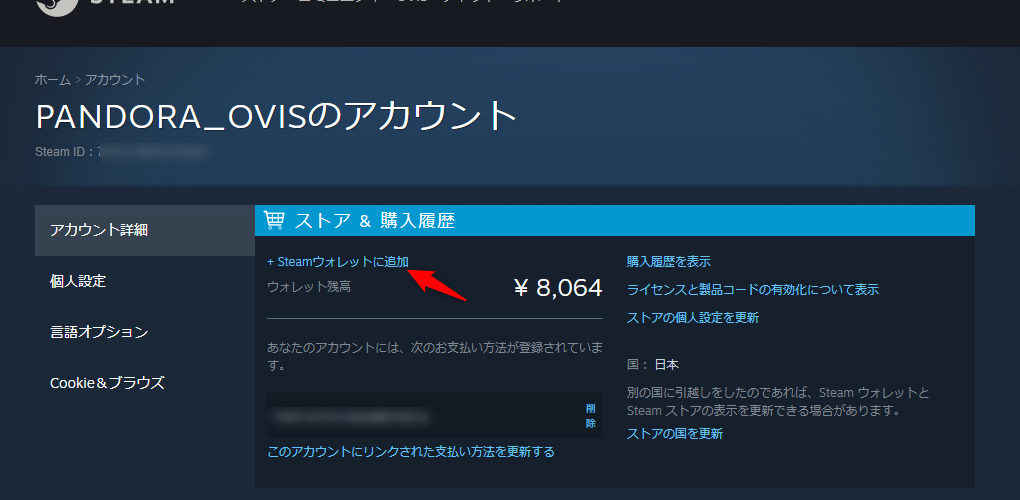 ホーム > アカウント
PANDORA_OVISのアカウント
Steam ID：
アカウント詳細
個人設定
言語オプション
Cookie＆ブラウズ
ストア & 購入履歴
+ Steamウォレットに追加
ウォレット残高
¥ 8,064
あなたのアカウントには、次のお支払い方法が登録されていま
す。
削
除
このアカウントにリンクされた支払い方法を更新する
購入履歴を表示
ライセンスと製品コードの有効化について表示
ストアの個人設定を更新
国： 日本
別の国に引越しをしたのであれば、Steam ウォレットと
Steam ストアの表示を更新できる場合があります。
ストアの国を更新